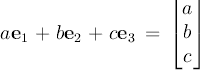 ae₁ + be₂ + ce₃ = [a b c]